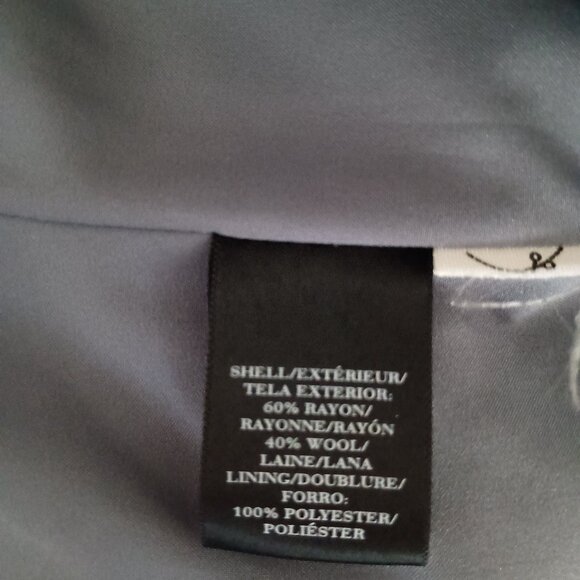 SHELL/EXTÉRIEUR/
TELA EXTERIOR:
60% RAYON/
RAYONNE/RAYÓN
40% WOOL/
LAINE/LANA
LINING/DOUBLURE/
FORRO:
100% POLYESTER/
POLIÉSTER